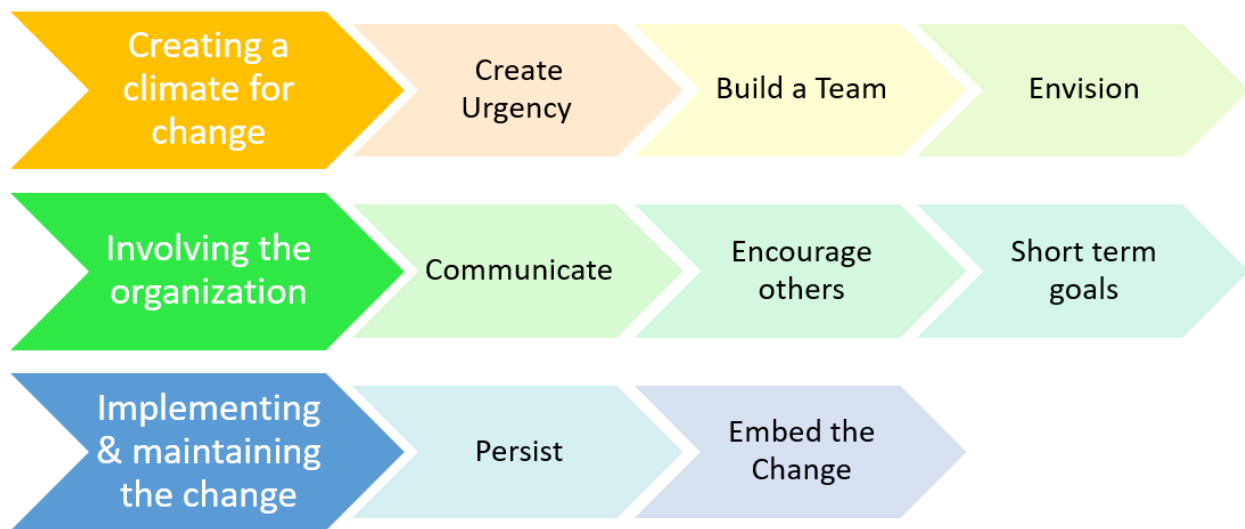 Creating a
climate for
change
Create
Urgency
Build a Team
Envision
Involving the
organization
Communicate
Encourage
others
Short term
goals
Implementing
& maintaining
the change
Persist
Embed the
Change